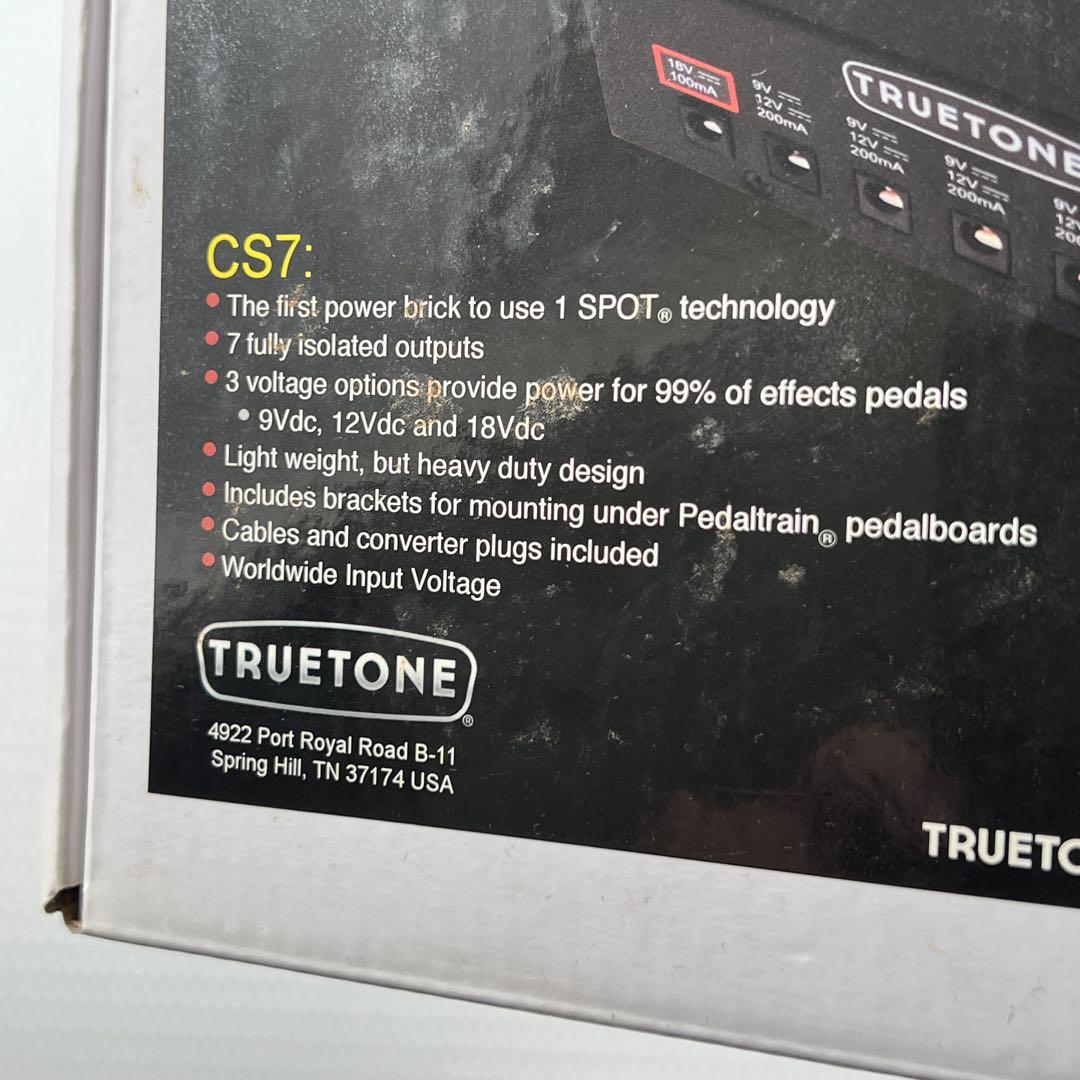 18V
100mA
9V
12V
200mA
9V
12V
200mA
9V
12V
200mA
9V
TRUETONE
CS7:
• The first power brick to use 1 SPOT® technology
• 7 fully isolated outputs
• 3 voltage options provide power for 99% of effects pedals
• 9Vdc, 12Vdc and 18Vdc
• Light weight, but heavy duty design
• Includes brackets for mounting under Pedaltrain® pedalboards
• Cables and converter plugs included
• Worldwide Input Voltage
TRUETONE®
4922 Port Royal Road B-11
Spring Hill, TN 37174 USA
TRUETO